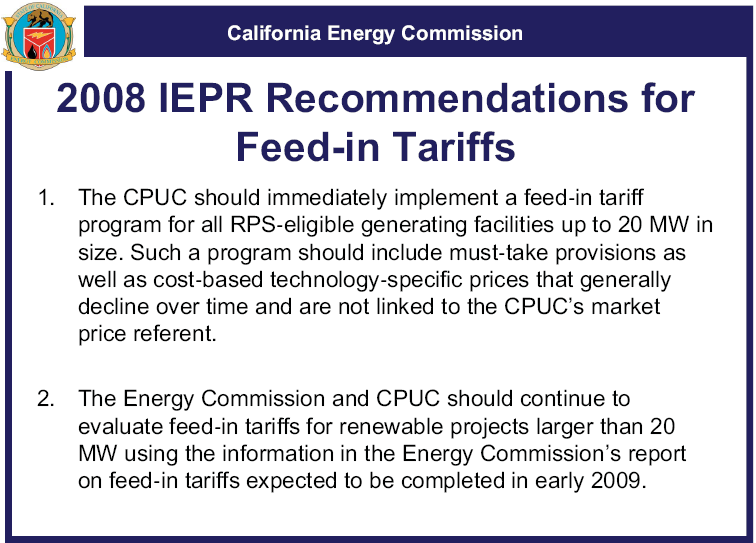 California Energy Commission
2008 IEPR Recommendations for
Feed-in Tariffs
1. The CPUC should immediately implement a feed-in tariff
program for all RPS-eligible generating facilities up to 20 MW in
size. Such a program should include must-take provisions as
well as cost-based technology-specific prices that generally
decline over time and are not linked to the CPUC's market
price referent.
2. The Energy Commission and CPUC should continue to
evaluate feed-in tariffs for renewable projects larger than 20
MW using the information in the Energy Commission's report
on feed-in tariffs expected to be completed in early 2009.